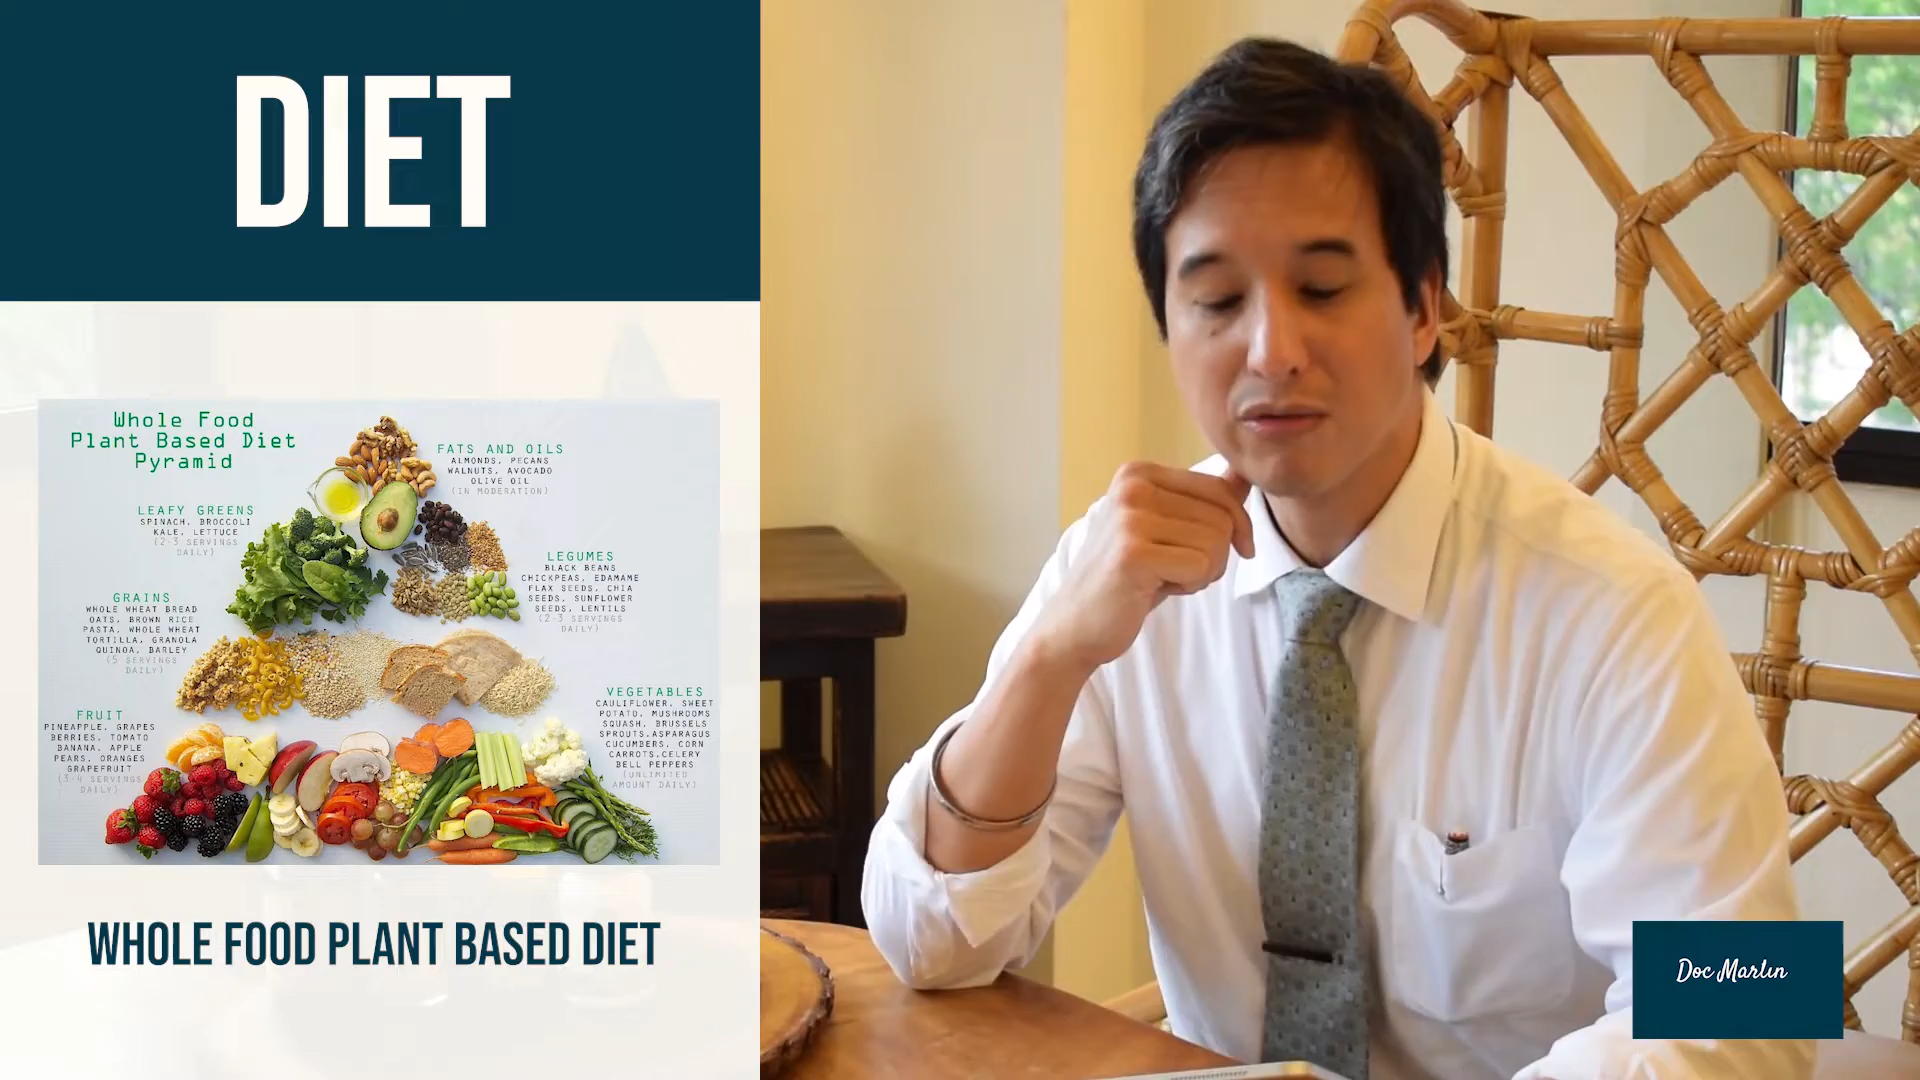 DIET
Whole Food
Plant Based Diet
Pyramid
FATS AND OILS
ALMONDS, PECANS
WALNUTS, AVOCADO
OLIVE OIL
(IN MODERATION)
LEAFY GREENS
SPINACH, BROCCOLI
KALE, LETTUCE
(2-3 SERVINGS
DAILY)
LEGUMES
BLACK BEANS
CHICKPEAS, EDAMAME
FLAX SEEDS, CHIA
SEEDS, SUNFLOWER
SEEDS, LENTILS
(2-3 SERVINGS
DAILY)
GRAINS
WHOLE WHEAT BREAD
OATS, BROWN RICE
PASTA, WHOLE WHEAT
TORTILLA, GRANOLA
QUINOA, BARLEY
(5 SERVINGS
DAILY)
VEGETABLES
CAULIFLOWER, SWEET
POTATO, MUSHROOMS
SQUASH, BRUSSELS
SPROUTS,ASPARAGUS
CUCUMBERS, CORN
CARROTS,CELERY
BELL PEPPERS
(UNLIMITED
AMOUNT DAILY)
FRUIT
PINEAPPLE, GRAPES
BERRIES, TOMATO
BANANA, APPLE
PEARS, ORANGES
GRAPEFRUIT
(3-4 SERVINGS
DAILY)
WHOLE FOOD PLANT BASED DIET
Doc Marlin